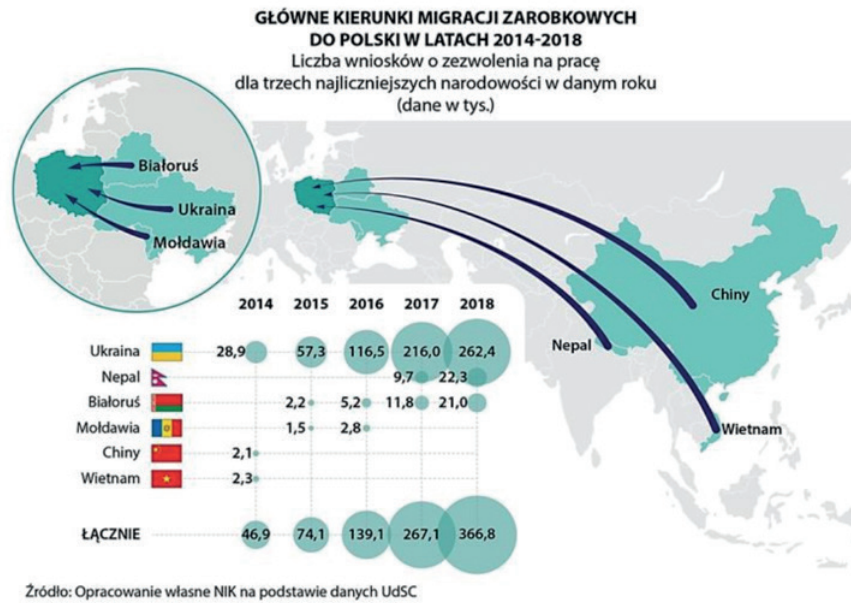 GŁÓWNE KIERUNKI MIGRACJI ZAROBKOWYCH
DO POLSKI W LATACH 2014-2018
Liczba wniosków o zezwolenia na pracę
dla trzech najliczniejszych narodowości w danym roku
(dane w tys.)
Białoruś
Ukraina
Mołdawia
Chiny
Nepal
Wietnam
2014 2015 2016 2017 2018
Ukraina 28,9 57,3 116,5 216,0 262,4
Nepal 9,7 22,3
Białoruś 2,2 5,2 11,8 21,0
Mołdawia 1,5 2,8
Chiny 2,1
Wietnam 2,3
ŁĄCZNIE 46,9 74,1 139,1 267,1 366,8
Źródło: Opracowanie własne NIK na podstawie danych UdSC